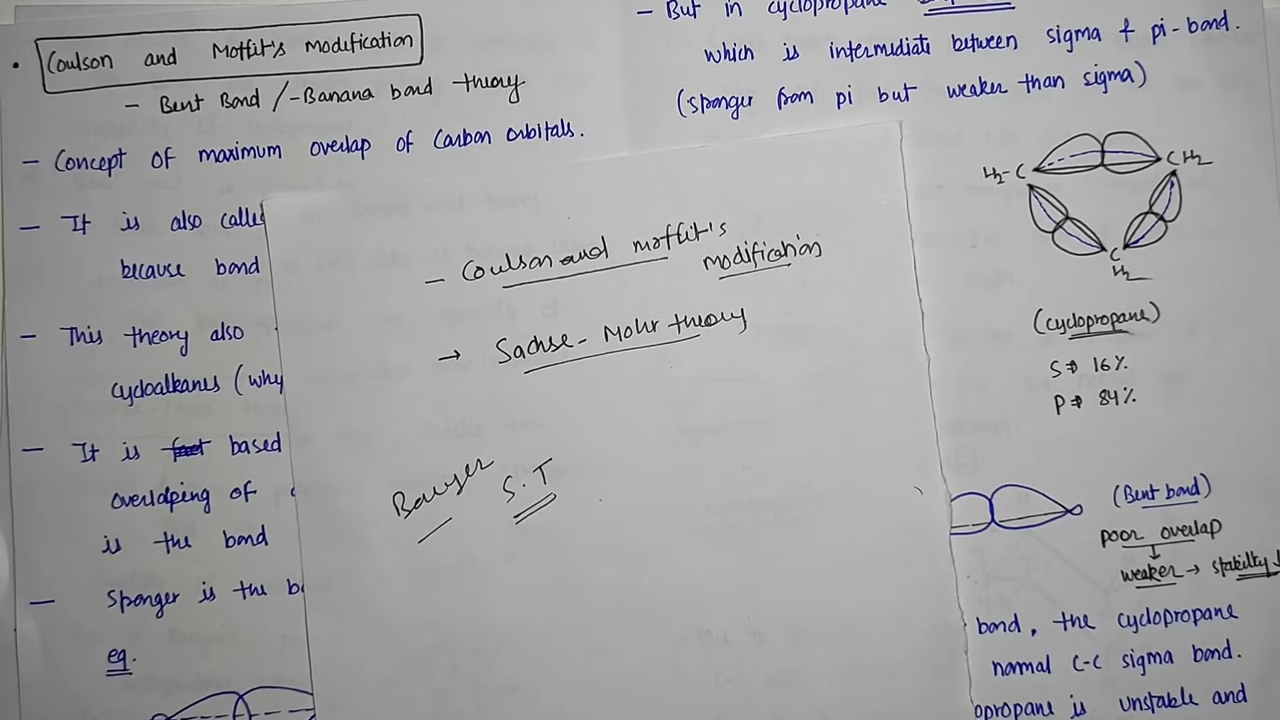 • Coulson and Moffit's modification
- Bent Bond /-Banana bond theory
- Concept of maximum overlap of Carbon orbitals.
- It is also called
because bond
- This theory also
cycloalkanes (why
- It is based
overlapping of
is the bond
- Stronger is the
eg.
- But in cyclopropane
which is intermediate between sigma & pi-bond.
(stronger from pi but weaker than sigma)
H2-C CH2
C
H2
(cyclopropane)
S ⇒ 16%
P ⇒ 84%
(Bent bond)
poor overlap
↓
weaker → stability ↓
bond, the cyclopropane
normal C-C sigma bond.
opropane is unstable and
- Coulson and moffit's
modification
→ Sachse-Mohr theory
Baeyer
S.T